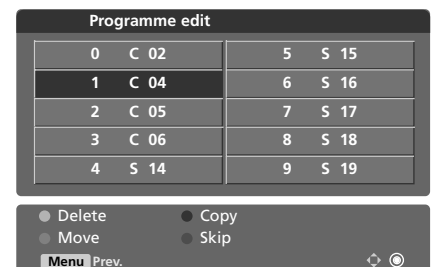 Programme edit
0 C 02 5 S 15
1 C 04 6 S 16
2 C 05 7 S 17
3 C 06 8 S 18
4 S 14 9 S 19
Delete Copy
Move Skip
Menu Prev.